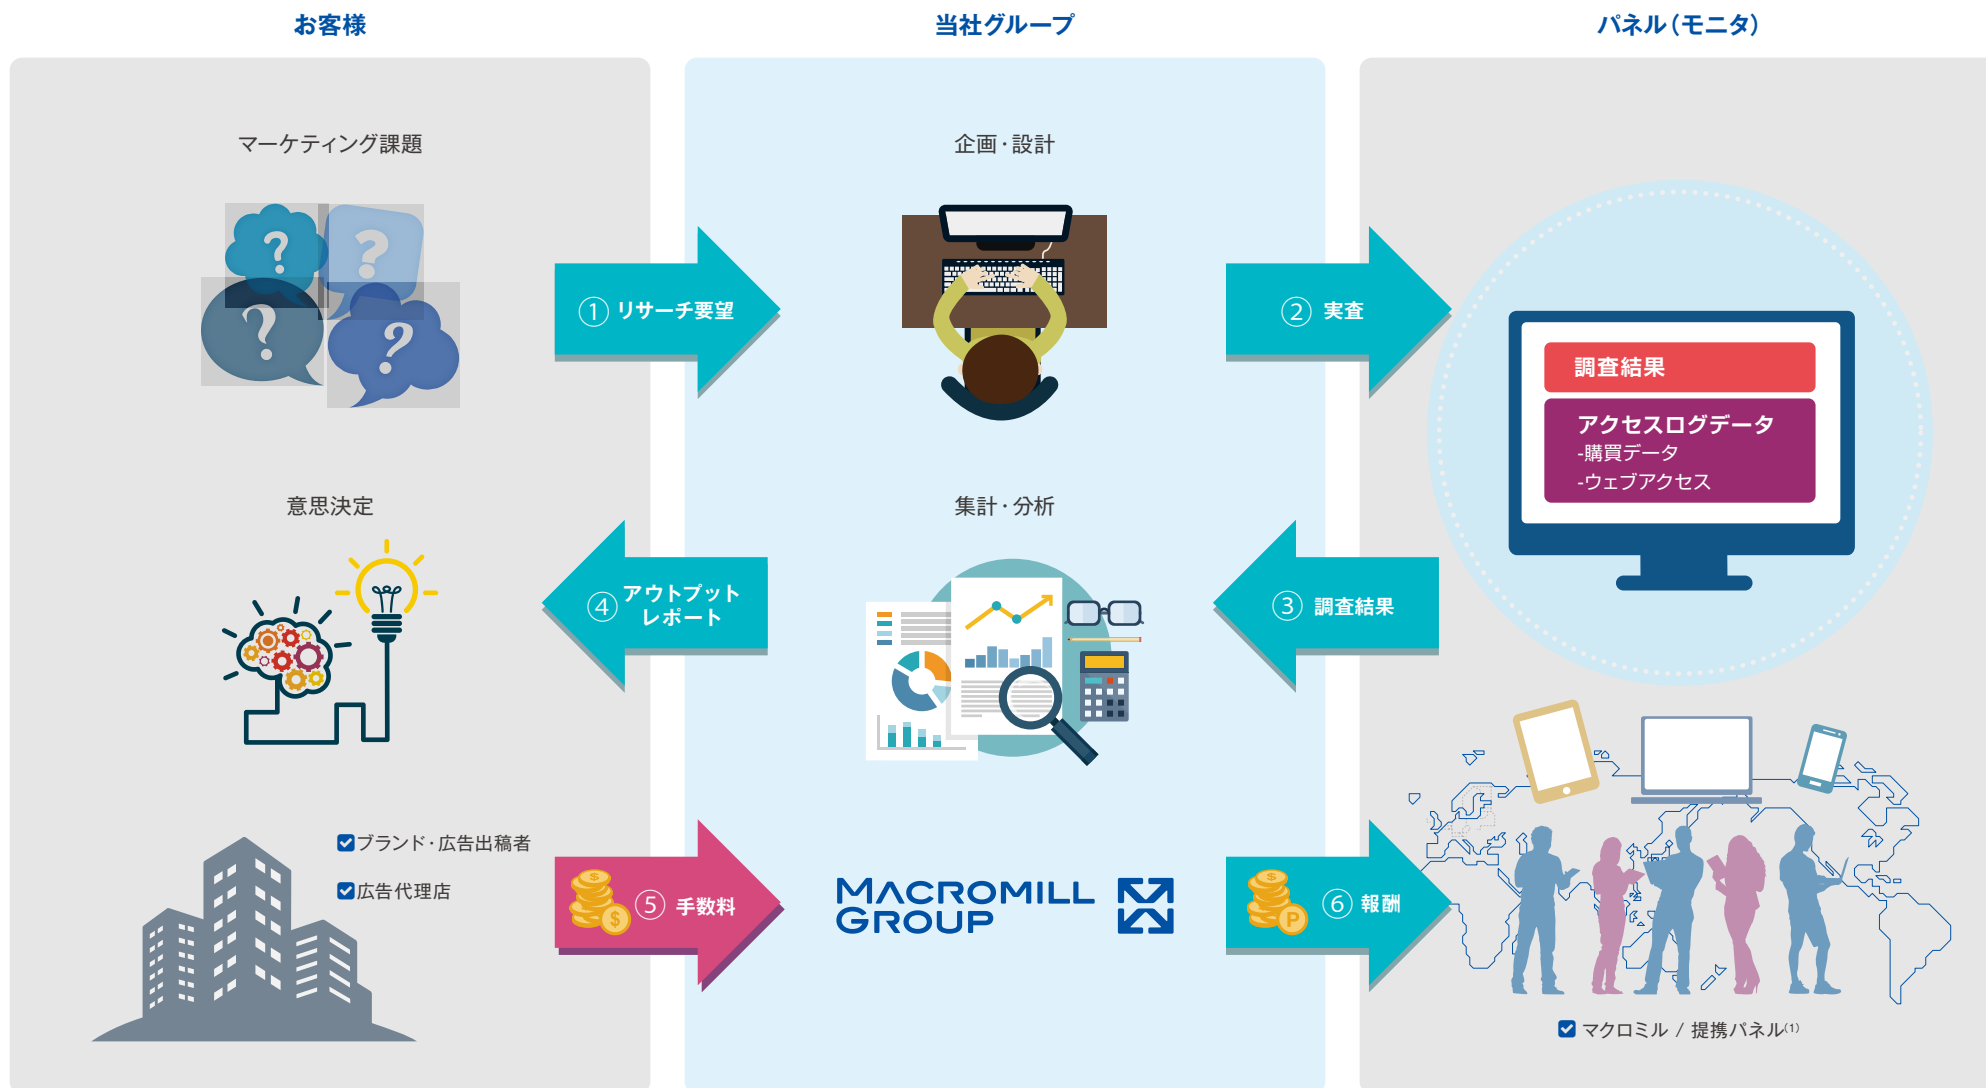 お客様
当社グループ
パネル（モニタ）
マーケティング課題
企画・設計
① リサーチ要望
② 実査
調査結果
アクセスログデータ
-購買データ
-ウェブアクセス
意思決定
集計・分析
④ アウトプット
レポート
③ 調査結果
ブランド・広告出稿者
広告代理店
⑤ 手数料
MACROMILL
GROUP
⑥ 報酬
マクロミル / 提携パネル(1)